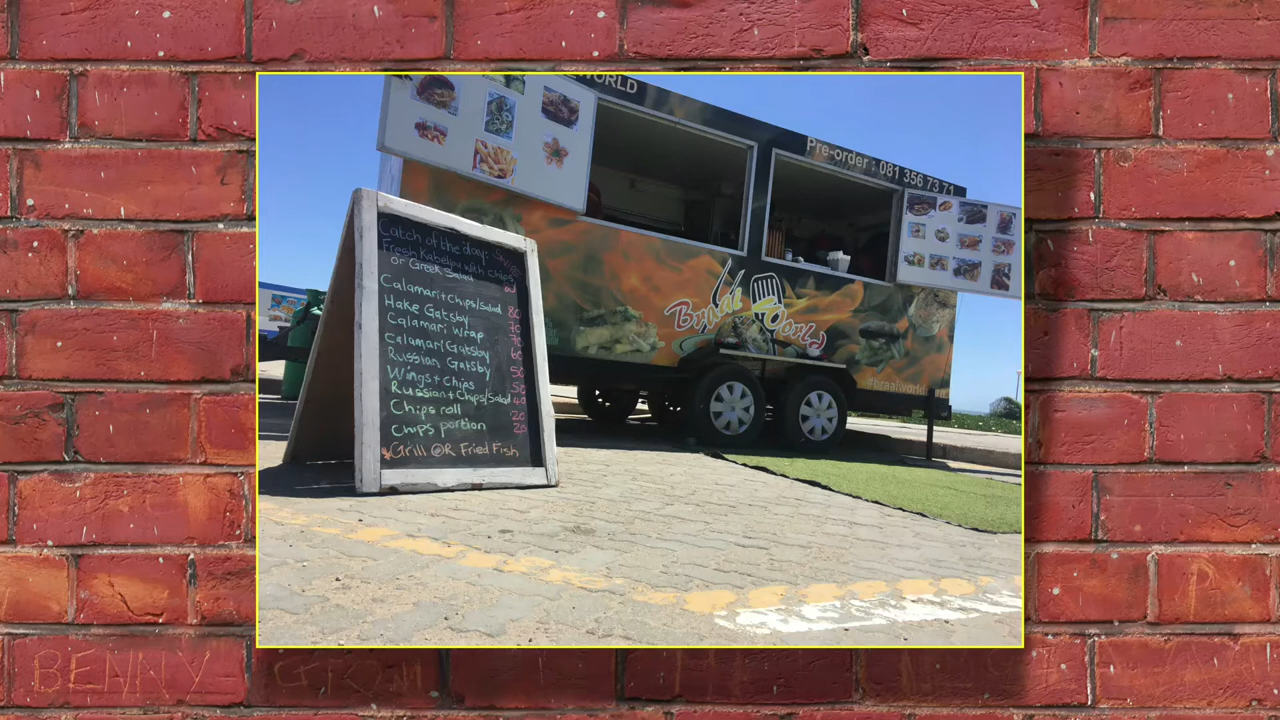 WORLD
Pre-order : 081 356 73 71
Catch of the day:
Fresh Kabeljou with chips
or Greek Salad
Calamari+chips/Salad 80
Hake Gatsby 70
Calamari Wrap 70
Calamari Gatsby 60
Russian Gatsby 50
Wings+Chips 50
Russian+Chips/Salad 40
Chips roll 20
Chips portion 20
Grill @R Fried Fish
Braai World
#braaiworld
BENNY